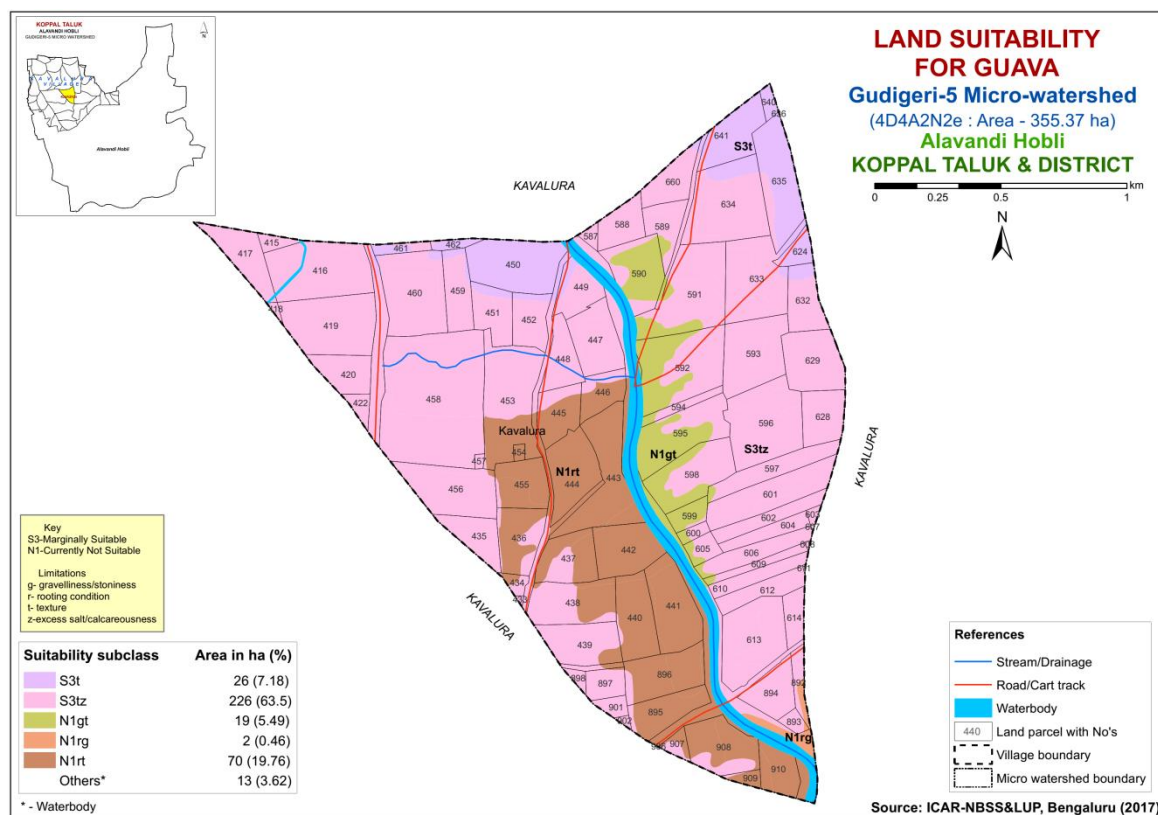 KOPPAL TALUK
ALAVANDI HOBLI
GUDIGERI-5 MICRO WATERSHED
N
KAVALURA
VILLAGE
Alavandi Hobli
LAND SUITABILITY
FOR GUAVA
Gudigeri-5 Micro-watershed
(4D4A2N2e : Area - 355.37 ha)
Alavandi Hobli
KOPPAL TALUK & DISTRICT
km
0 0.25 0.5 1
N
KAVALURA
640
656
641
S3t
660
635
634
588
589
587
415
417
416
461
462
450
590
624
633
418
460
459
449
591
632
451
452
419
447
593
629
448
592
420
458
453
446
422
445
594
596
628
595
Kavalura
454
457
N1rt
N1gt
S3tz
KAVALURA
455
444
443
598
597
456
601
599
602
603
604
607
600
435
436
442
605
606
608
437
609
611
434
610
612
433
438
441
440
614
613
KAVALURA
439
896
898
897
894
892
901
895
893
902
N1rg
906
907
908
910
909
Key
S3-Marginally Suitable
N1-Currently Not Suitable
Limitations
g- gravelliness/stoniness
r- rooting condition
t- texture
z-excess salt/calcareousness
Suitability subclass Area in ha (%)
S3t 26 (7.18)
S3tz 226 (63.5)
N1gt 19 (5.49)
N1rg 2 (0.46)
N1rt 70 (19.76)
Others* 13 (3.62)
* - Waterbody
References
Stream/Drainage
Road/Cart track
Waterbody
440 Land parcel with No's
Village boundary
Micro watershed boundary
Source: ICAR-NBSS&LUP, Bengaluru (2017)